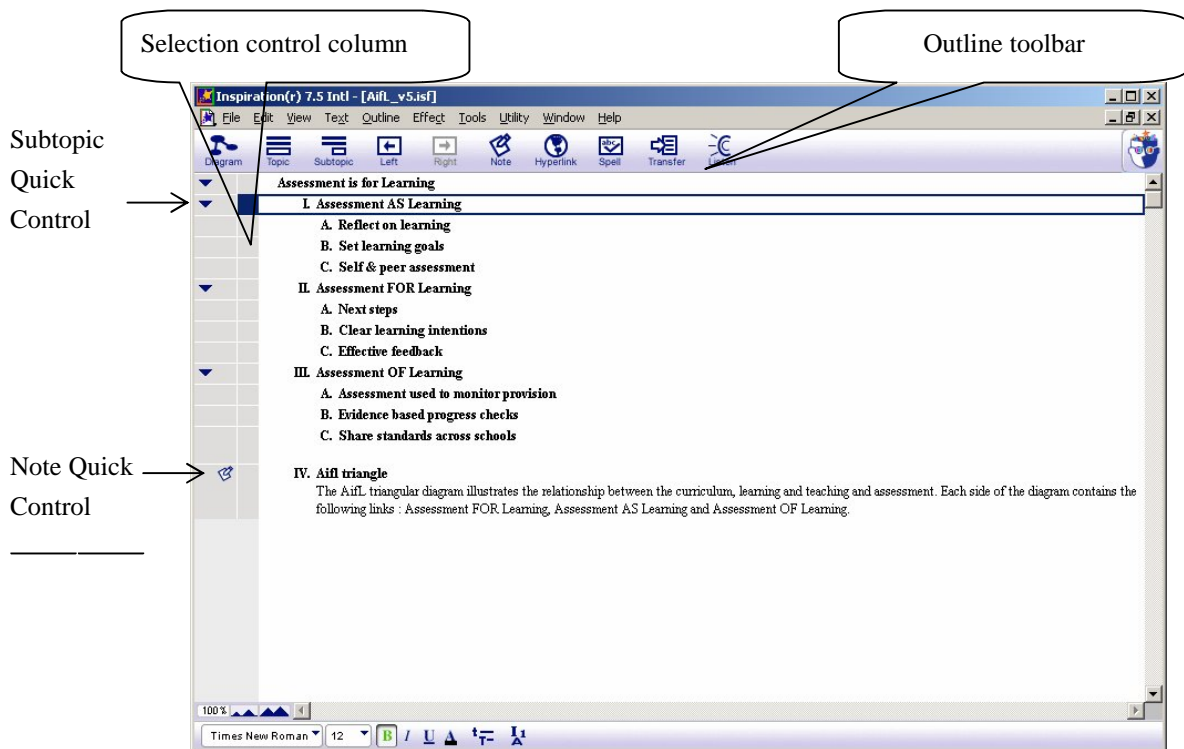 Selection control column
Outline toolbar
Inspiration(r) 7.5 Intl - [AifL_v5.isf]
File Edit View Text Outline Effect Tools Utility Window Help
Subtopic
Quick
Control
Diagram Topic Subtopic Left Right Note Hyperlink Spell Transfer Listen
Assessment is for Learning
I. Assessment AS Learning
A. Reflect on learning
B. Set learning goals
C. Self & peer assessment
II. Assessment FOR Learning
A. Next steps
B. Clear learning intentions
C. Effective feedback
III. Assessment OF Learning
A. Assessment used to monitor provision
B. Evidence based progress checks
C. Share standards across schools
Note Quick
Control
IV. Aifl triangle
The AifL triangular diagram illustrates the relationship between the curriculum, learning and teaching and assessment. Each side of the diagram contains the
following links : Assessment FOR Learning, Assessment AS Learning and Assessment OF Learning.
100%
Times New Roman 12 B I U A